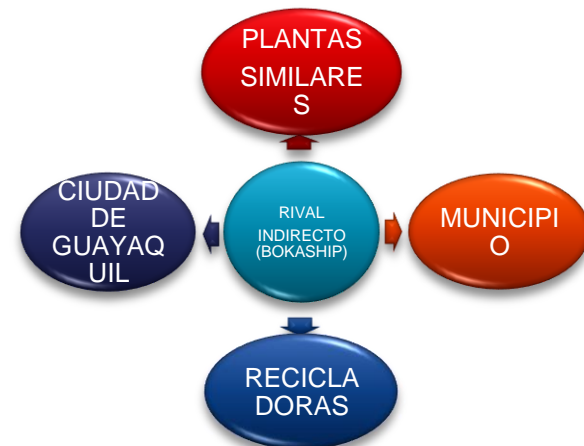 PLANTAS
SIMILARE
S
CIUDAD
DE
GUAYAQ
UIL
RIVAL
INDIRECTO
(BOKASHIP)
MUNICIPI
O
RECICLA
DORAS